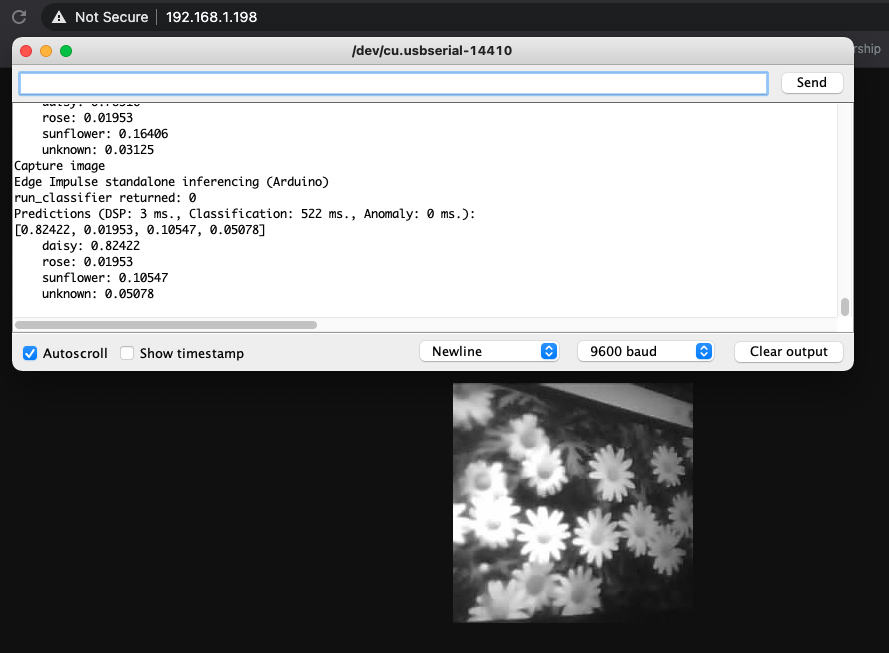 Not Secure 192.168.1.198
rship
/dev/cu.usbserial-14410
Send
rose: 0.01953
sunflower: 0.16406
unknown: 0.03125
Capture image
Edge Impulse standalone inferencing (Arduino)
run_classifier returned: 0
Predictions (DSP: 3 ms., Classification: 522 ms., Anomaly: 0 ms.):
[0.82422, 0.01953, 0.10547, 0.05078]
daisy: 0.82422
rose: 0.01953
sunflower: 0.10547
unknown: 0.05078
Autoscroll Show timestamp Newline 9600 baud Clear output